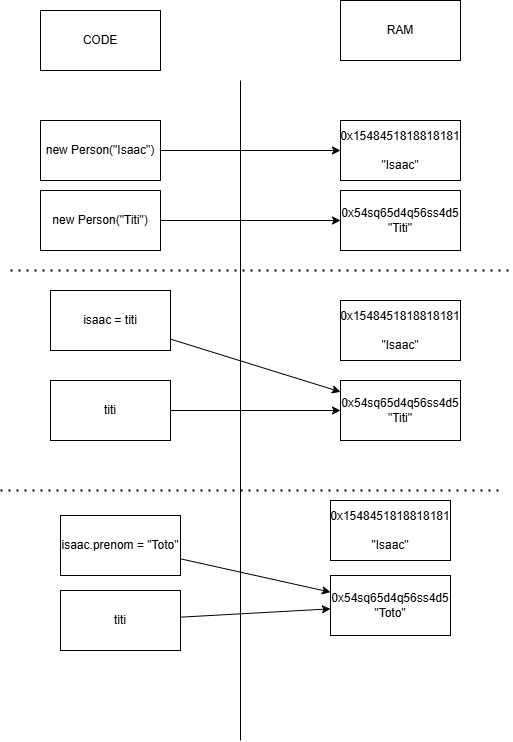 CODE
RAM
new Person("Isaac")
0x1548451818818181
"Isaac"
new Person("Titi")
0x54sq65d4q56ss4d5
"Titi"
isaac = titi
0x1548451818818181
"Isaac"
titi
0x54sq65d4q56ss4d5
"Titi"
isaac.prenom = "Toto"
0x1548451818818181
"Isaac"
titi
0x54sq65d4q56ss4d5
"Toto"